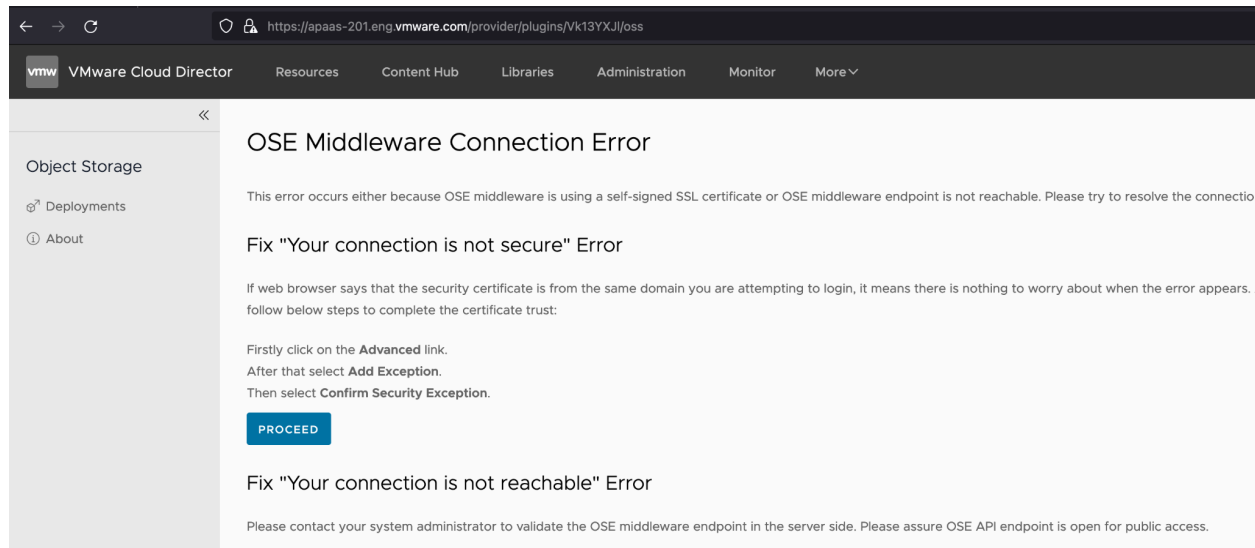 https://apaas-201.eng.vmware.com/provider/plugins/Vk13YXJl/oss
vmw VMware Cloud Director Resources Content Hub Libraries Administration Monitor More
Object Storage
Deployments
About
OSE Middleware Connection Error
This error occurs either because OSE middleware is using a self-signed SSL certificate or OSE middleware endpoint is not reachable. Please try to resolve the connectio
Fix "Your connection is not secure" Error
If web browser says that the security certificate is from the same domain you are attempting to login, it means there is nothing to worry about when the error appears.
follow below steps to complete the certificate trust:
Firstly click on the Advanced link.
After that select Add Exception.
Then select Confirm Security Exception.
PROCEED
Fix "Your connection is not reachable" Error
Please contact your system administrator to validate the OSE middleware endpoint in the server side. Please assure OSE API endpoint is open for public access.